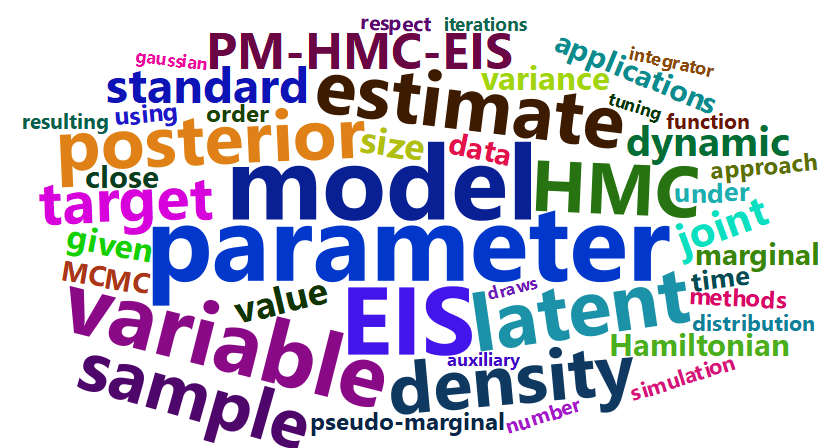 respect
iterations
PM-HMC-EIS
gaussian
applications
integrator
standard
estimate
variance
tuning
resulting
using
order
function
posterior
size
data
dynamic
close
model
HMC
approach
target
under
given
parameter
joint
marginal
MCMC
value
EIS
draws
latent
time
methods
variable
distribution
auxiliary
Hamiltonian
sample
density
simulation
pseudo-marginal
number